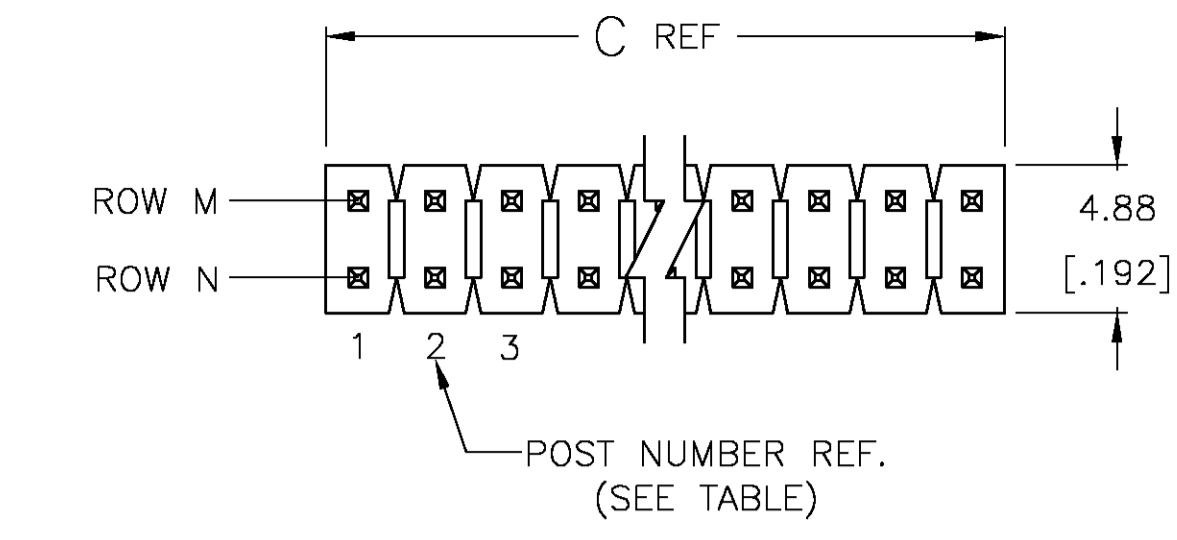 C REF
ROW M
4.88
ROW N
[.192]
1 2 3
POST NUMBER REF.
(SEE TABLE)